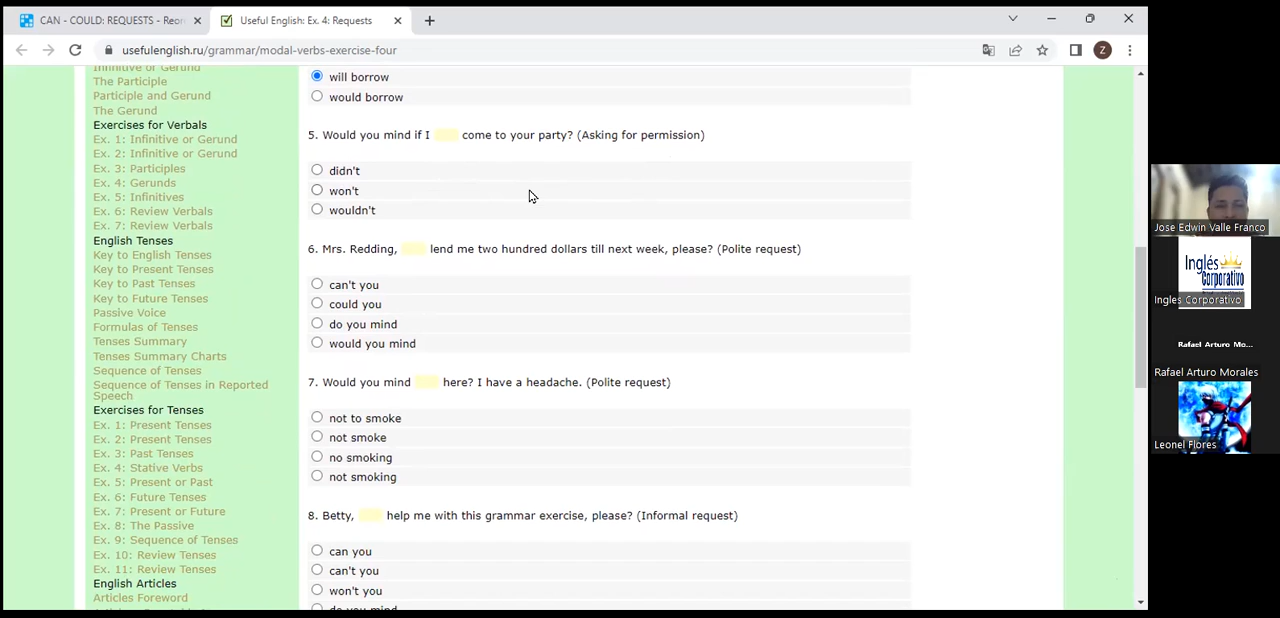 CAN - COULD: REQUESTS - Reor
Useful English: Ex. 4: Requests
usefulenglish.ru/grammar/modal-verbs-exercise-four
Z
Infinitive or Gerund
The Participle
Participle and Gerund
The Gerund
Exercises for Verbals
Ex. 1: Infinitive or Gerund
Ex. 2: Infinitive or Gerund
Ex. 3: Participles
Ex. 4: Gerunds
Ex. 5: Infinitives
Ex. 6: Review Verbals
Ex. 7: Review Verbals
English Tenses
Key to English Tenses
Key to Present Tenses
Key to Past Tenses
Key to Future Tenses
Passive Voice
Formulas of Tenses
Tenses Summary
Tenses Summary Charts
Sequence of Tenses
Sequence of Tenses in Reported
Speech
Exercises for Tenses
Ex. 1: Present Tenses
Ex. 2: Present Tenses
Ex. 3: Past Tenses
Ex. 4: Stative Verbs
Ex. 5: Present or Past
Ex. 6: Future Tenses
Ex. 7: Present or Future
Ex. 8: The Passive
Ex. 9: Sequence of Tenses
Ex. 10: Review Tenses
Ex. 11: Review Tenses
English Articles
Articles Foreword
will borrow
would borrow
5. Would you mind if I come to your party? (Asking for permission)
didn't
won't
wouldn't
6. Mrs. Redding, lend me two hundred dollars till next week, please? (Polite request)
can't you
could you
do you mind
would you mind
7. Would you mind here? I have a headache. (Polite request)
not to smoke
not smoke
no smoking
not smoking
8. Betty, help me with this grammar exercise, please? (Informal request)
can you
can't you
won't you
do you mind
Jose Edwin Valle Franco
Inglés
Corporativo
Ingles Corporativo
Rafael Arturo Mo...
Rafael Arturo Morales
Leonel Flores